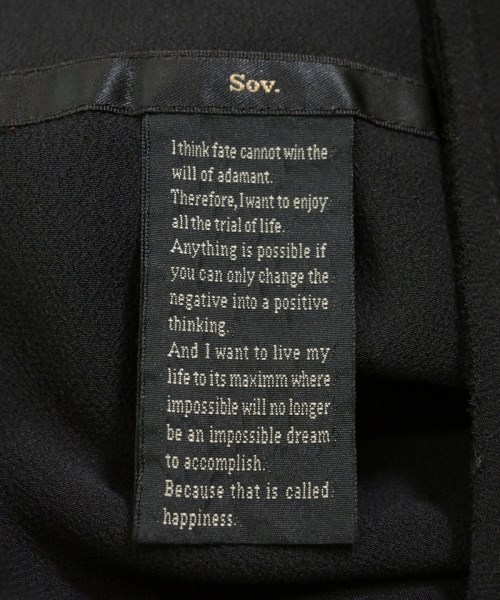 Sov.
I think fate cannot win the
will of adamant.
Therefore, I want to enjoy
all the trial of life.
Anything is possible if
you can only change the
negative into a positive
thinking.
And I want to live my
life to its maximm where
impossible will no longer
be an impossible dream
to accomplish.
Because that is called
happiness.